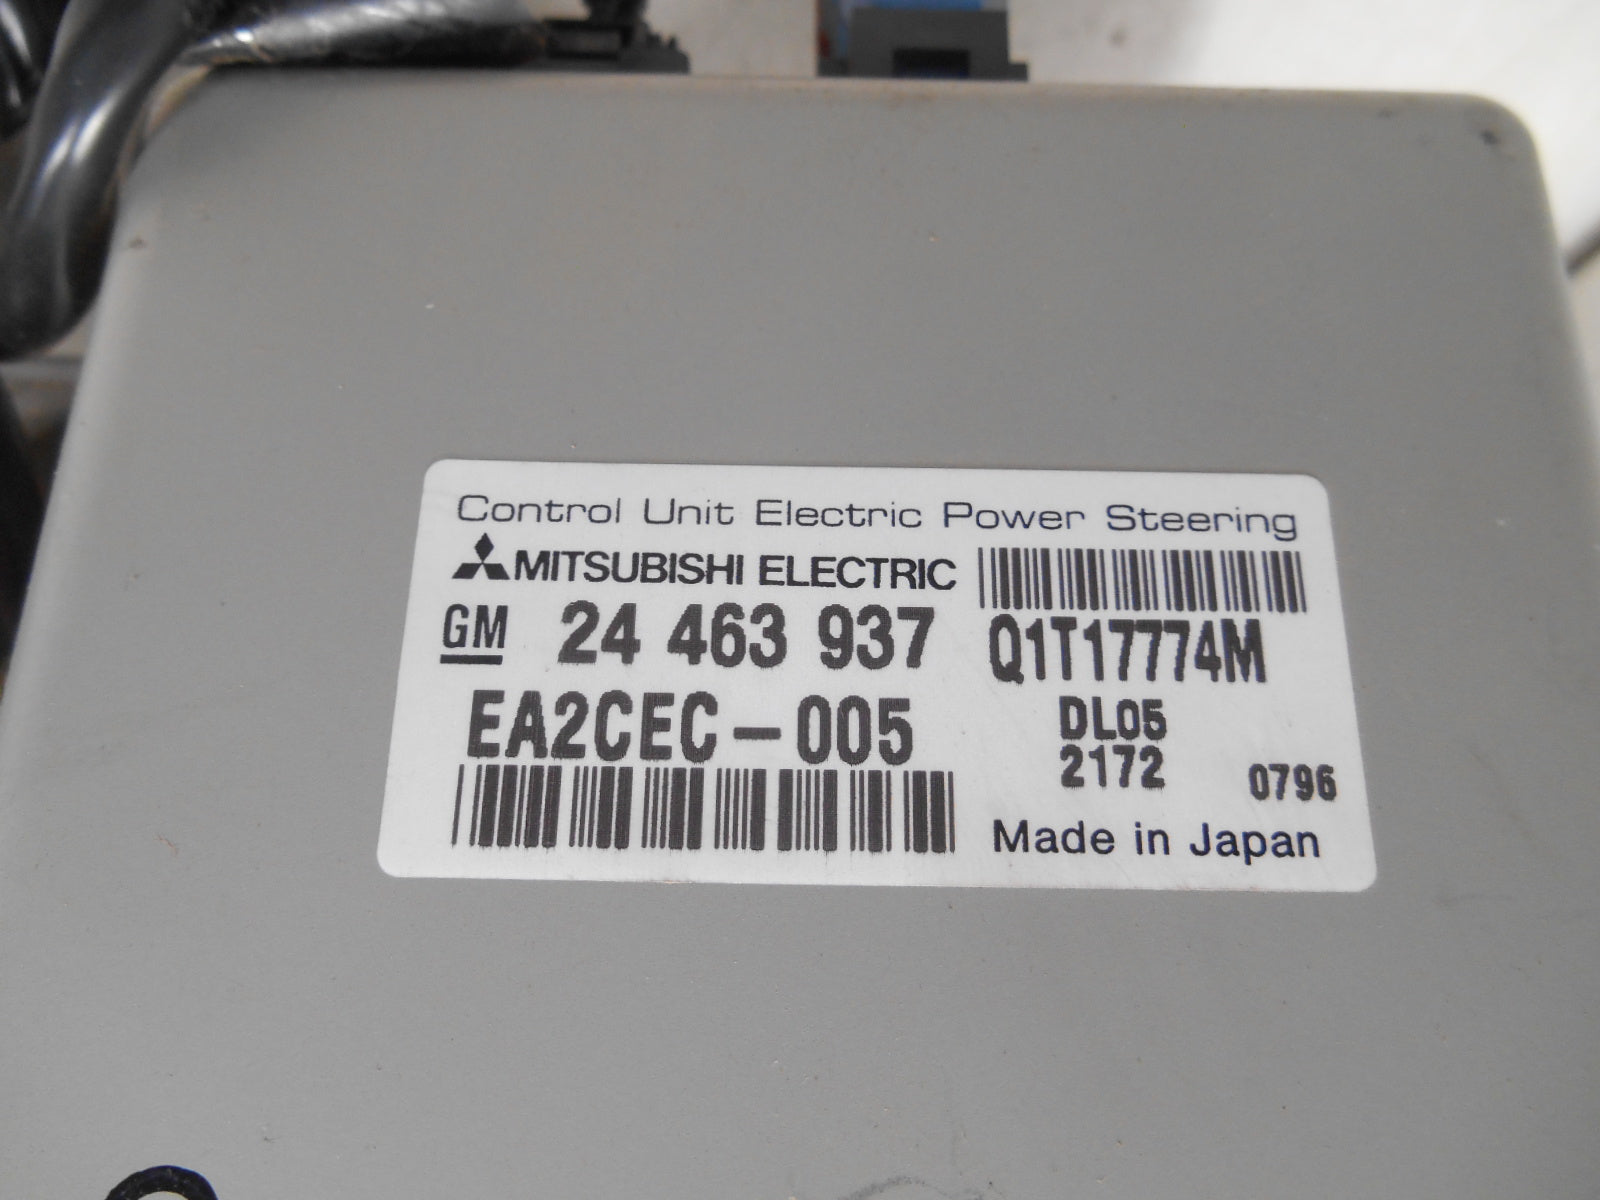 Control Unit Electric Power Steering
MITSUBISHI ELECTRIC
GM 24 463 937
Q1T17774M
EA2CEC-005
DL05
2172
0796
Made in Japan